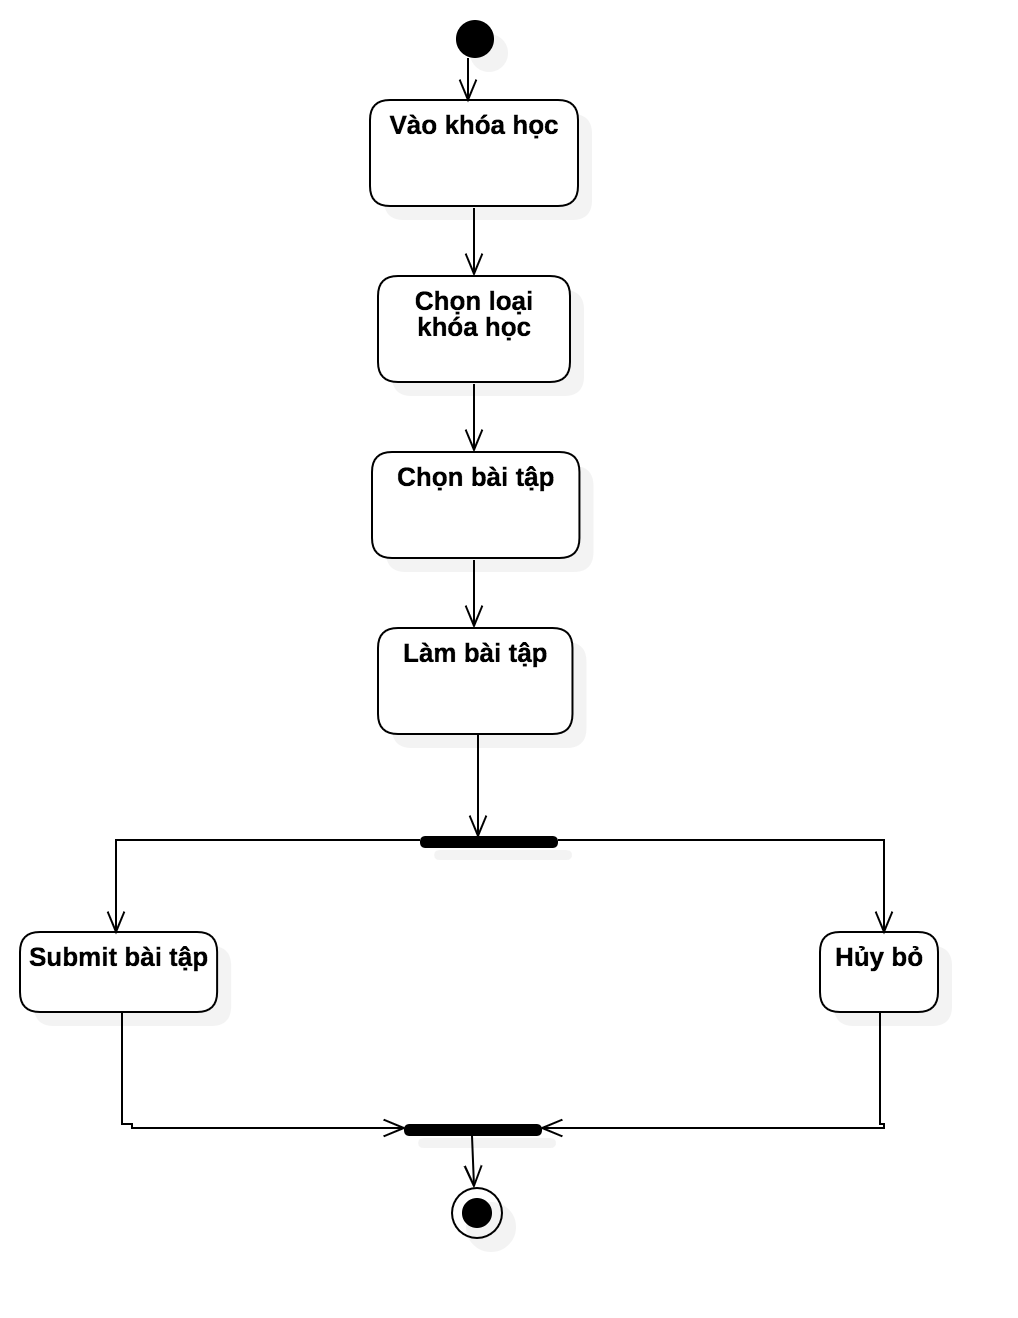 Vào khóa học
Chọn loại
khóa học
Chọn bài tập
Làm bài tập
Submit bài tập
Hủy bỏ